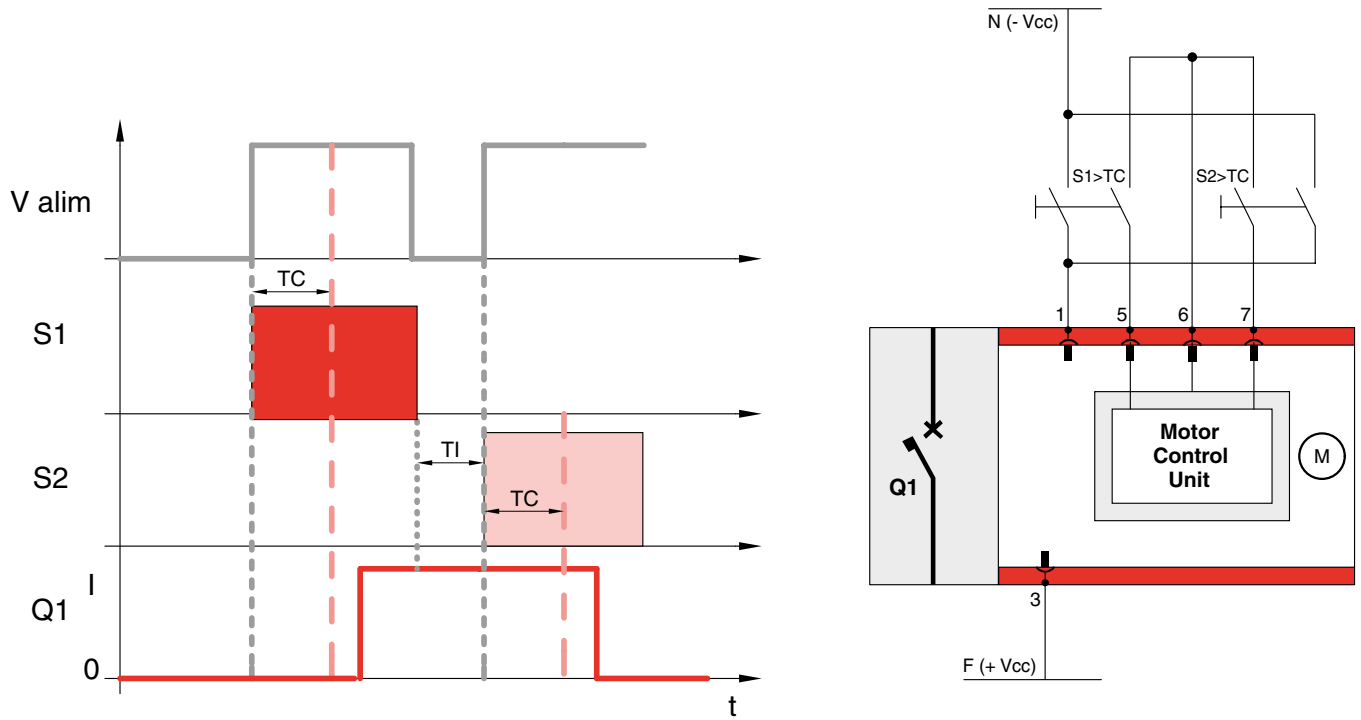 V alim
TC
S1
TI
S2
TC
I
Q1
0
t
N (- Vcc)
S1>TC
S2>TC
1
5
6
7
Motor
Control
Unit
M
Q1
3
F (+ Vcc)